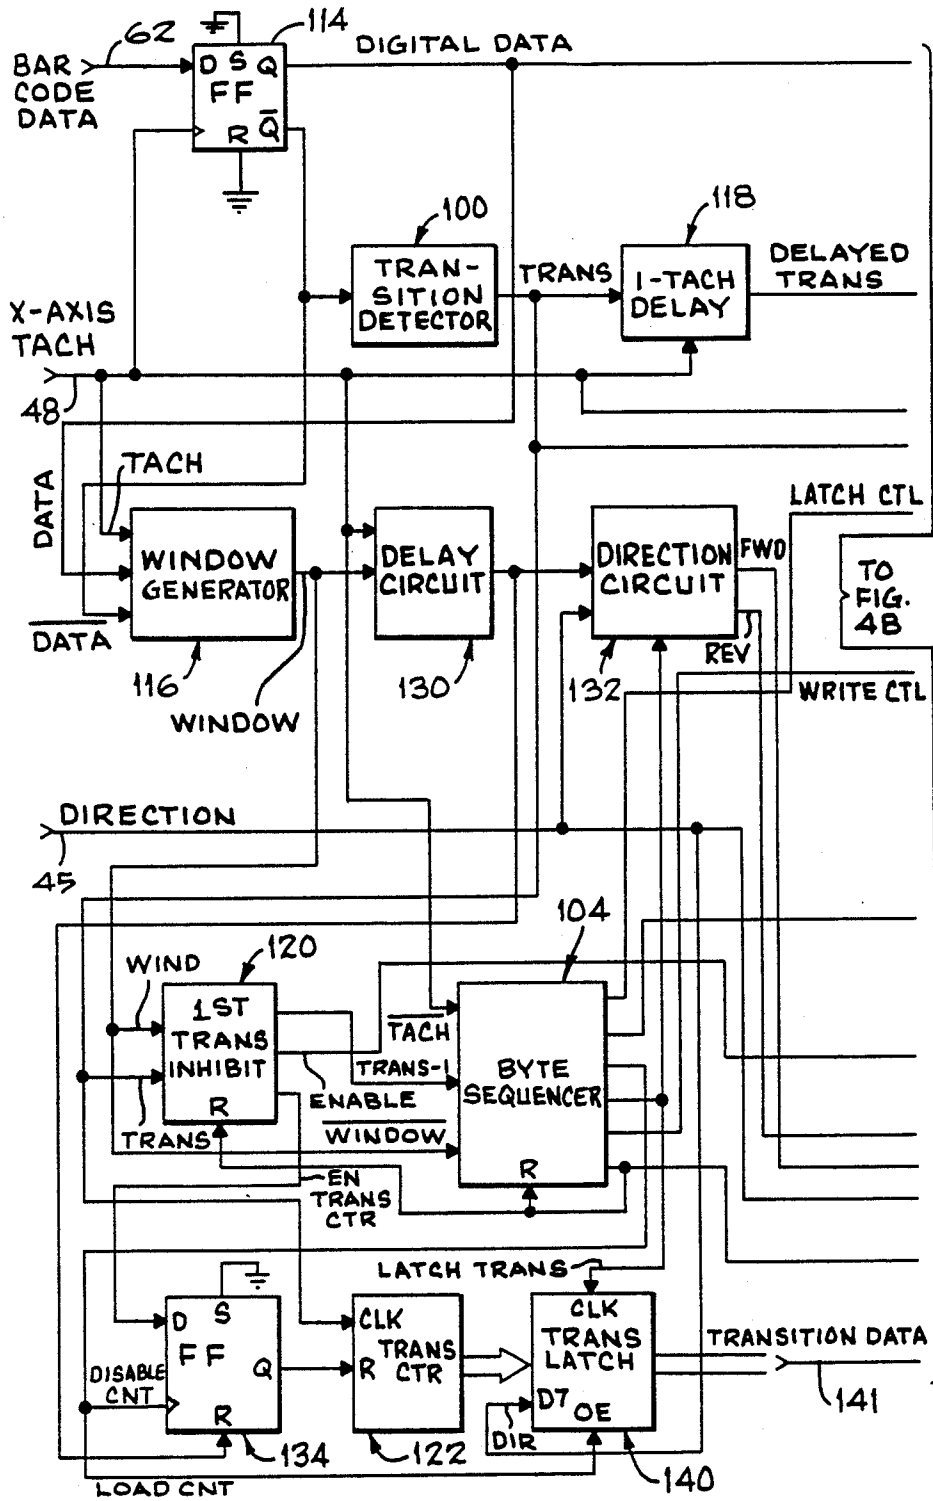 62
114
DIGITAL DATA
BAR
CODE
DATA
D S Q
FF
R Q̅
100
118
TRAN-
SITION
DETECTOR
TRANS
1-TACH
DELAY
DELAYED
TRANS
X-AXIS
TACH
48
TACH
DATA
LATCH CTL
WINDOW
GENERATOR
DELAY
CIRCUIT
DIRECTION
CIRCUIT
FWD
TO
FIG.
4B
D̅A̅T̅A̅
116
130
132
REV
WINDOW
WRITE CTL
DIRECTION
45
104
120
WIND
1ST
TRANS
INHIBIT
R
T̅A̅C̅H̅
TRANS-1
ENABLE
BYTE
SEQUENCER
R
TRANS
W̅I̅N̅D̅O̅W̅
EN
TRANS
CTR
LATCH TRANS
D S
FF
Q
R
DISABLE
CNT
CLK
R
TRANS
CTR
CLK
TRANS
LATCH
D7
OE
TRANSITION DATA
141
DIR
134
122
140
LOAD CNT